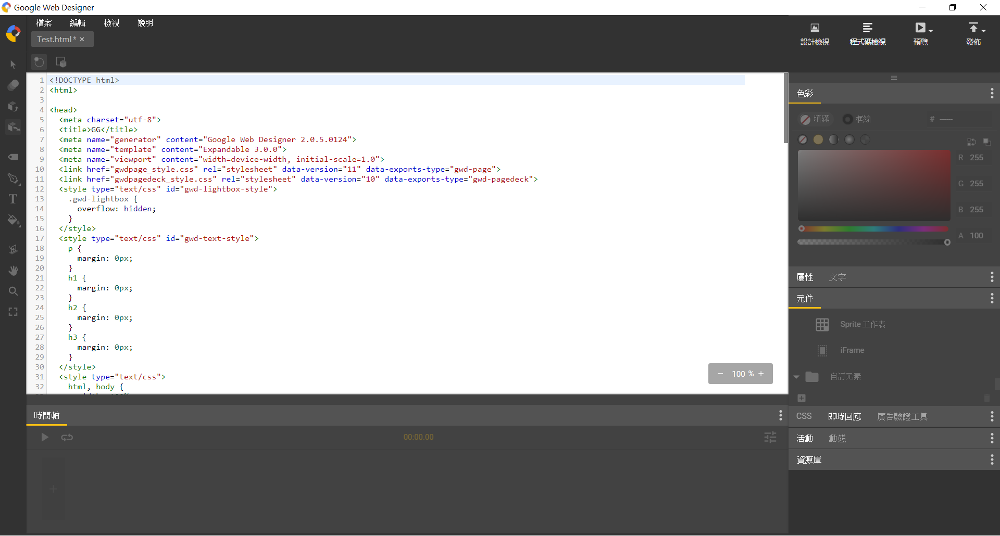 Google Web Designer
檔案 編輯 檢視 說明
Test.html* ×
設計檢視 程式碼檢視 預覽 發佈
1 <!DOCTYPE html>
2 <html>
3
4 <head>
5 <meta charset="utf-8">
6 <title>GG</title>
7 <meta name="generator" content="Google Web Designer 2.0.5.0124">
8 <meta name="template" content="Expandable 3.0.0">
9 <meta name="viewport" content="width=device-width, initial-scale=1.0">
10 <link href="gwdpage_style.css" rel="stylesheet" data-version="11" data-exports-type="gwd-page">
11 <link href="gwdpagedeck_style.css" rel="stylesheet" data-version="10" data-exports-type="gwd-pagedeck">
12 <style type="text/css" id="gwd-lightbox-style">
13 .gwd-lightbox {
14 overflow: hidden;
15 }
16 </style>
17 <style type="text/css" id="gwd-text-style">
18 p {
19 margin: 0px;
20 }
21 h1 {
22 margin: 0px;
23 }
24 h2 {
25 margin: 0px;
26 }
27 h3 {
28 margin: 0px;
29 }
30 </style>
31 <style type="text/css">
32 html, body {
− 100 % +
時間軸
00:00.00
色彩
填滿 框線 #
R 255
G 255
B 255
A 100
屬性 文字
元件
Sprite 工作表
iFrame
自訂元素
CSS 即時回應 廣告驗證工具
活動 動態
資源庫